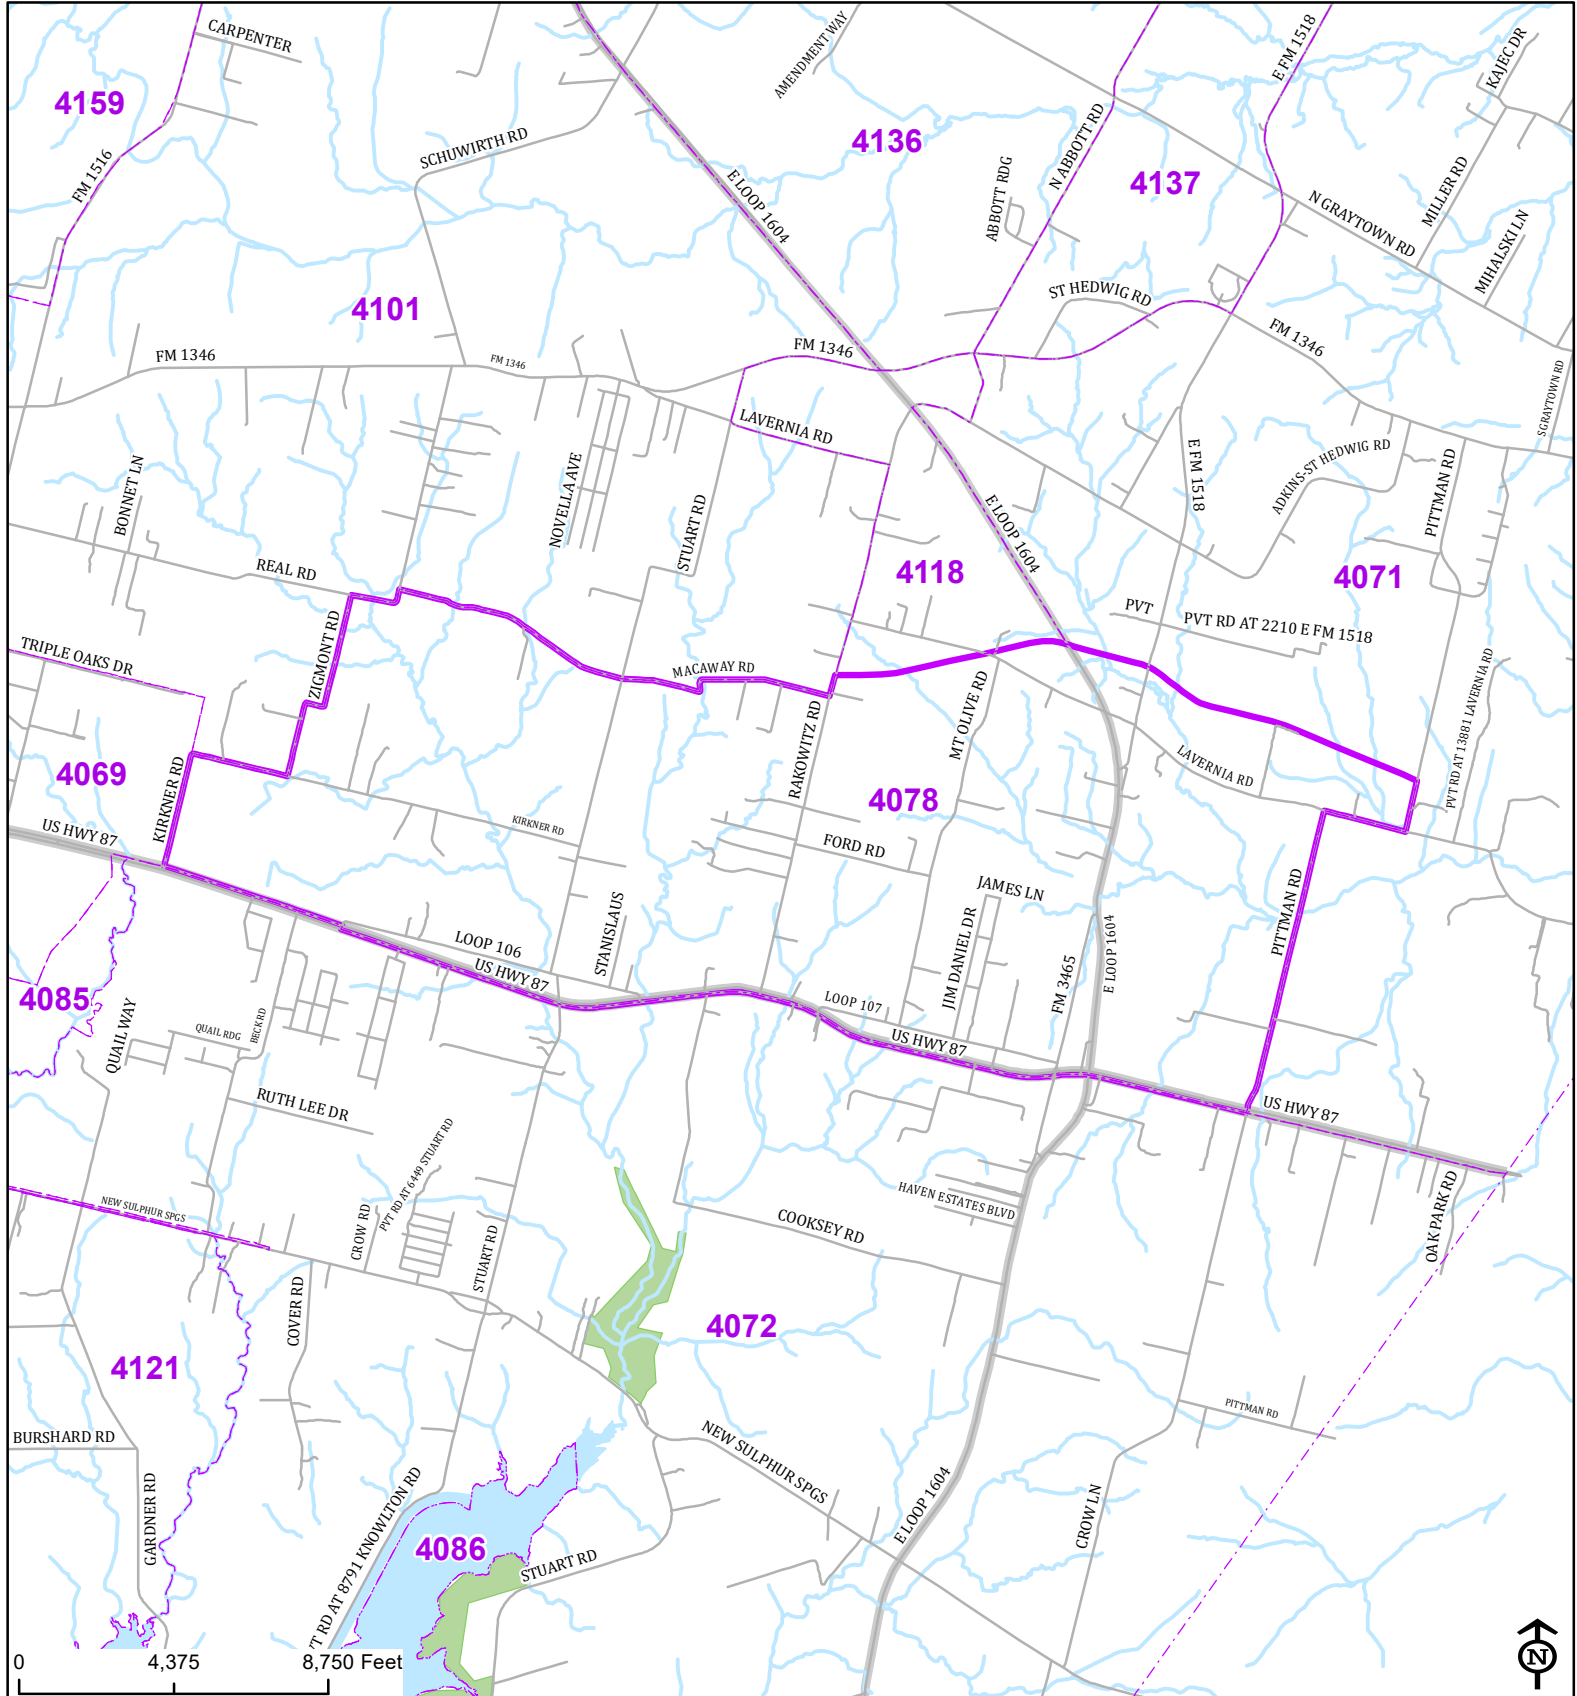 CARPENTER
AMENDMENT WAY
E FM 1518
KAJEC DR
4159
4136
SCHUWIRTH RD
N ABBOTT RD
FM 1516
E LOOP 1604
ABBOTT RDG
4137
MILLER RD
N GRAYTOWN RD
MIHALSKI LN
4101
ST HEDWIG RD
FM 1346
FM 1346
FM 1346
FM 1346
S GRAYTOWN RD
LAVERNIA RD
BONNET LN
NOVELLA AVE
STUART RD
E LOOP 1604
E FM 1518
ADKINS-ST HEDWIG RD
PITTMAN RD
REAL RD
4118
4071
PVT
PVT RD AT 2210 E FM 1518
TRIPLE OAKS DR
ZIGMONT RD
MACAWAY RD
MT OLIVE RD
PVT RD AT 13881 LAVERNIA RD
RAKOWITZ RD
LAVERNIA RD
4069
KIRKNER RD
4078
US HWY 87
KIRKNER RD
FORD RD
JAMES LN
PITTMAN RD
LOOP 106
STANISLAUS
JIM DANIEL DR
E LOOP 1604
US HWY 87
FM 3465
4085
LOOP 107
QUAIL WAY
QUAIL RDG
BECK RD
US HWY 87
RUTH LEE DR
US HWY 87
PVT RD AT 6449 STUART RD
NEW SULPHUR SPGS
CROW RD
HAVEN ESTATES BLVD
COOKSEY RD
OAK PARK RD
STUART RD
COVER RD
4072
4121
PITTMAN RD
BURSHARD RD
NEW SULPHUR SPGS
GARDNER RD
E LOOP 1604
CROW LN
VT RD AT 8791 KNOWLTON RD
4086
STUART RD
0
4,375
8,750 Feet
N